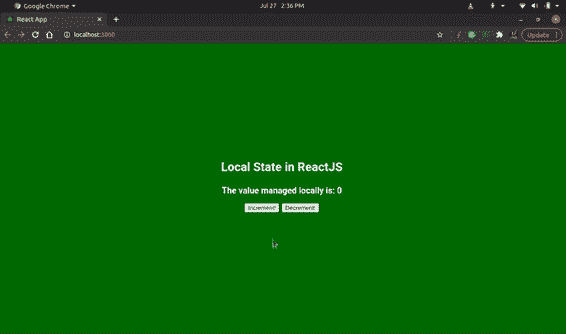 Google Chrome ▾
Jul 27 2:36 PM
React App
localhost:3000
Update
Local State in ReactJS
The value managed locally is: 0
Increment Decrement